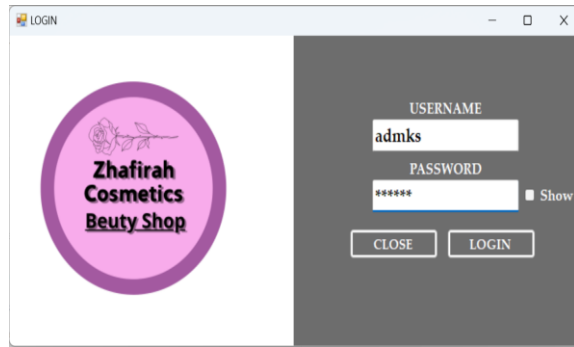 LOGIN
Zhafirah
Cosmetics
Beuty Shop
USERNAME
admks
PASSWORD
******
Show
CLOSE
LOGIN